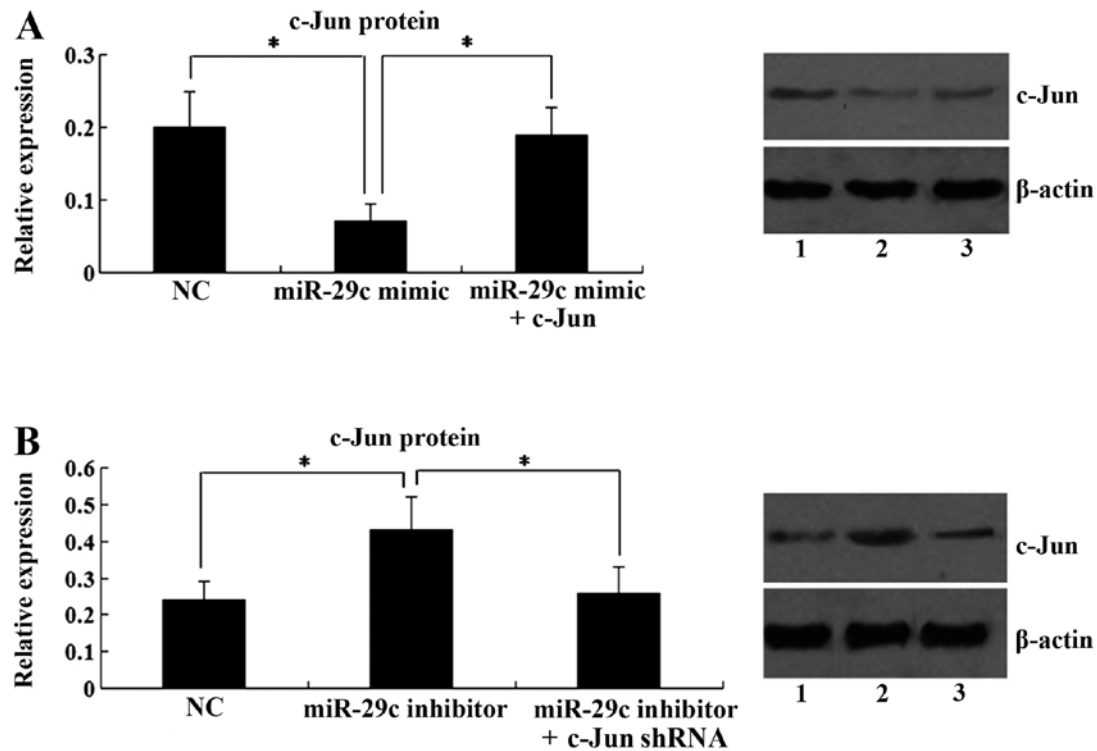 A
c-Jun protein
*
*
Relative expression
0.3
0.2
0.1
0
NC
miR-29c mimic
miR-29c mimic
+ c-Jun
c-Jun
β-actin
1 2 3
B
c-Jun protein
*
*
Relative expression
0.6
0.5
0.4
0.3
0.2
0.1
0
NC
miR-29c inhibitor
miR-29c inhibitor
+ c-Jun shRNA
c-Jun
β-actin
1 2 3